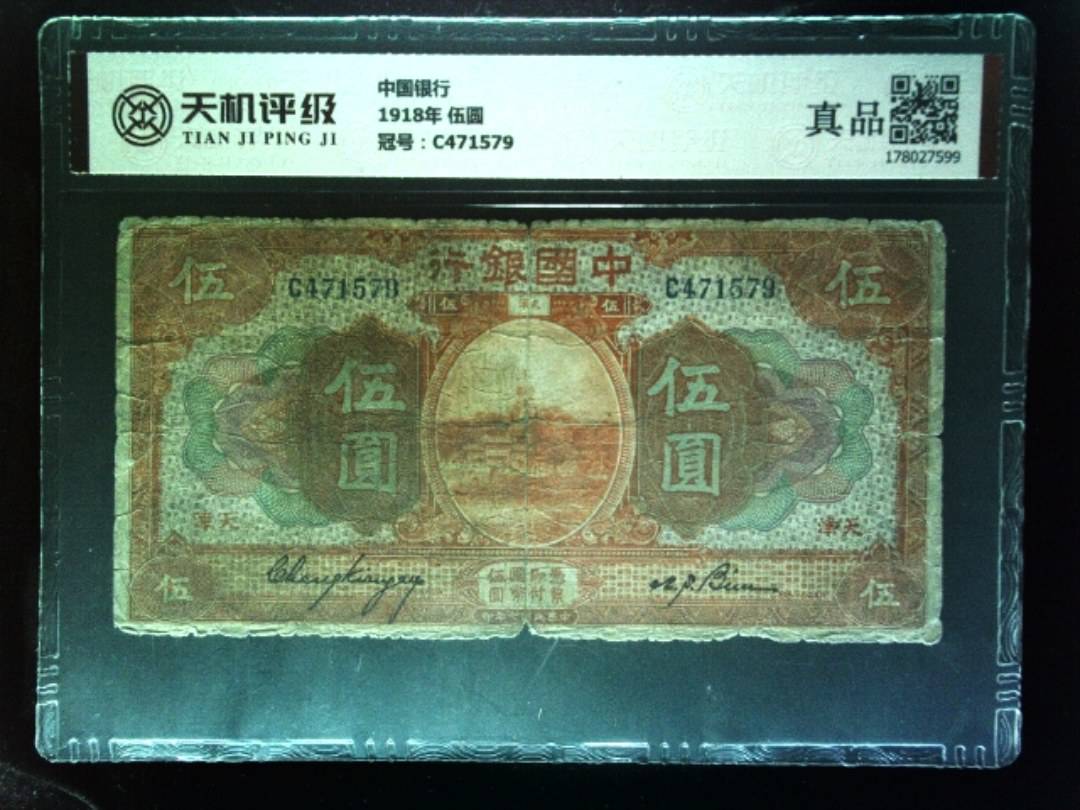 天机评级
TIAN JI PING JI
中国银行
1918年 伍圆
冠号：C471579
真品
178027599
中國銀行
伍
C471579
C471579
伍
伍
伍
伍圓
伍圓
天津
天津
伍
伍